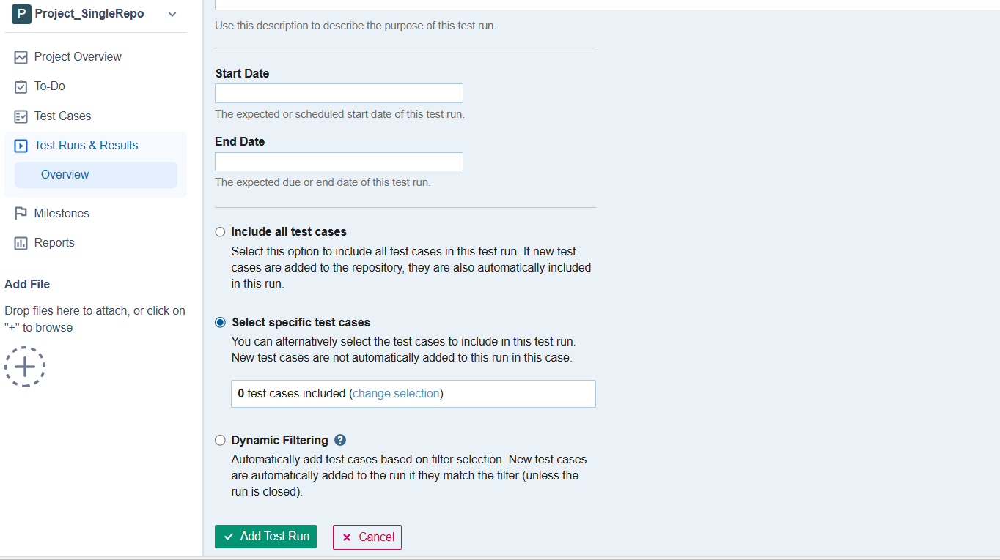 P Project_SingleRepo
Project Overview
To-Do
Test Cases
Test Runs & Results
Overview
Milestones
Reports
Add File
Drop files here to attach, or click on
"+" to browse
Use this description to describe the purpose of this test run.
Start Date
The expected or scheduled start date of this test run.
End Date
The expected due or end date of this test run.
Include all test cases
Select this option to include all test cases in this test run. If new test
cases are added to the repository, they are also automatically included
in this run.
Select specific test cases
You can alternatively select the test cases to include in this test run.
New test cases are not automatically added to this run in this case.
0 test cases included (change selection)
Dynamic Filtering ?
Automatically add test cases based on filter selection. New test cases
are automatically added to the run if they match the filter (unless the
run is closed).
Add Test Run
Cancel